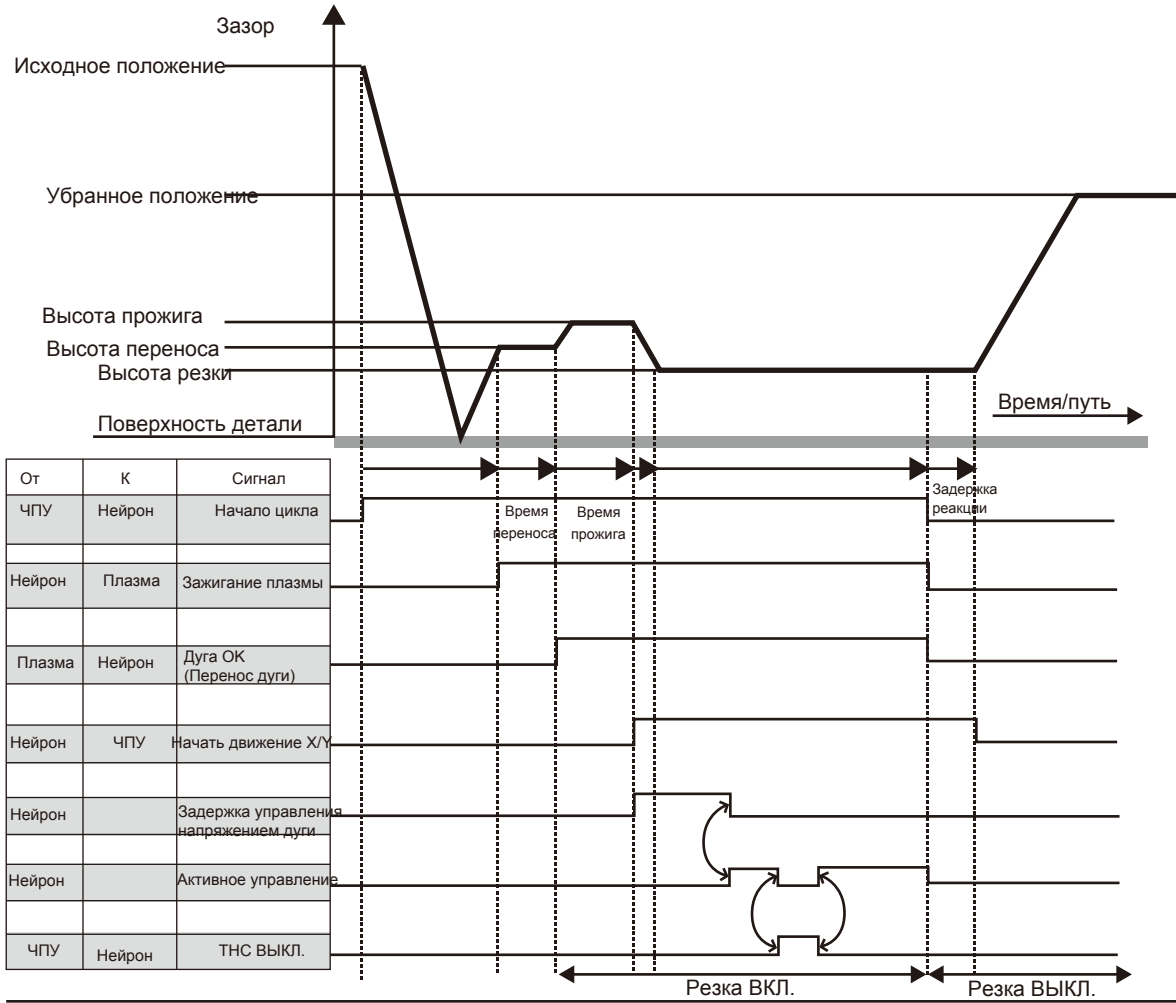 Зазор
Исходное положение
Убранное положение
Высота прожига
Высота переноса
Высота резки
Время/путь
Поверхность детали
От К Сигнал
ЧПУ Нейрон Начало цикла
Задержка
реакции
Время
переноса
Время
прожига
Нейрон Плазма Зажигание плазмы
Плазма Нейрон Дуга OK
(Перенос дуги)
Нейрон ЧПУ Начать движение X/Y
Нейрон Задержка управления
напряжением дуги
Нейрон Активное управление
ЧПУ Нейрон ТНС ВЫКЛ.
Резка ВКЛ. Резка ВЫКЛ.